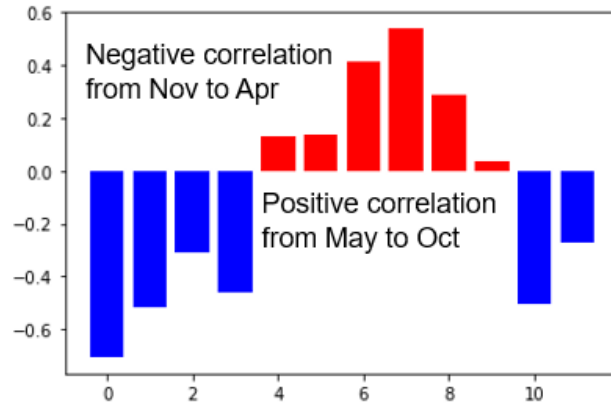 0.6
Negative correlation
from Nov to Apr
0.4
0.2
0.0
Positive correlation
from May to Oct
−0.2
−0.4
−0.6
0 2 4 6 8 10